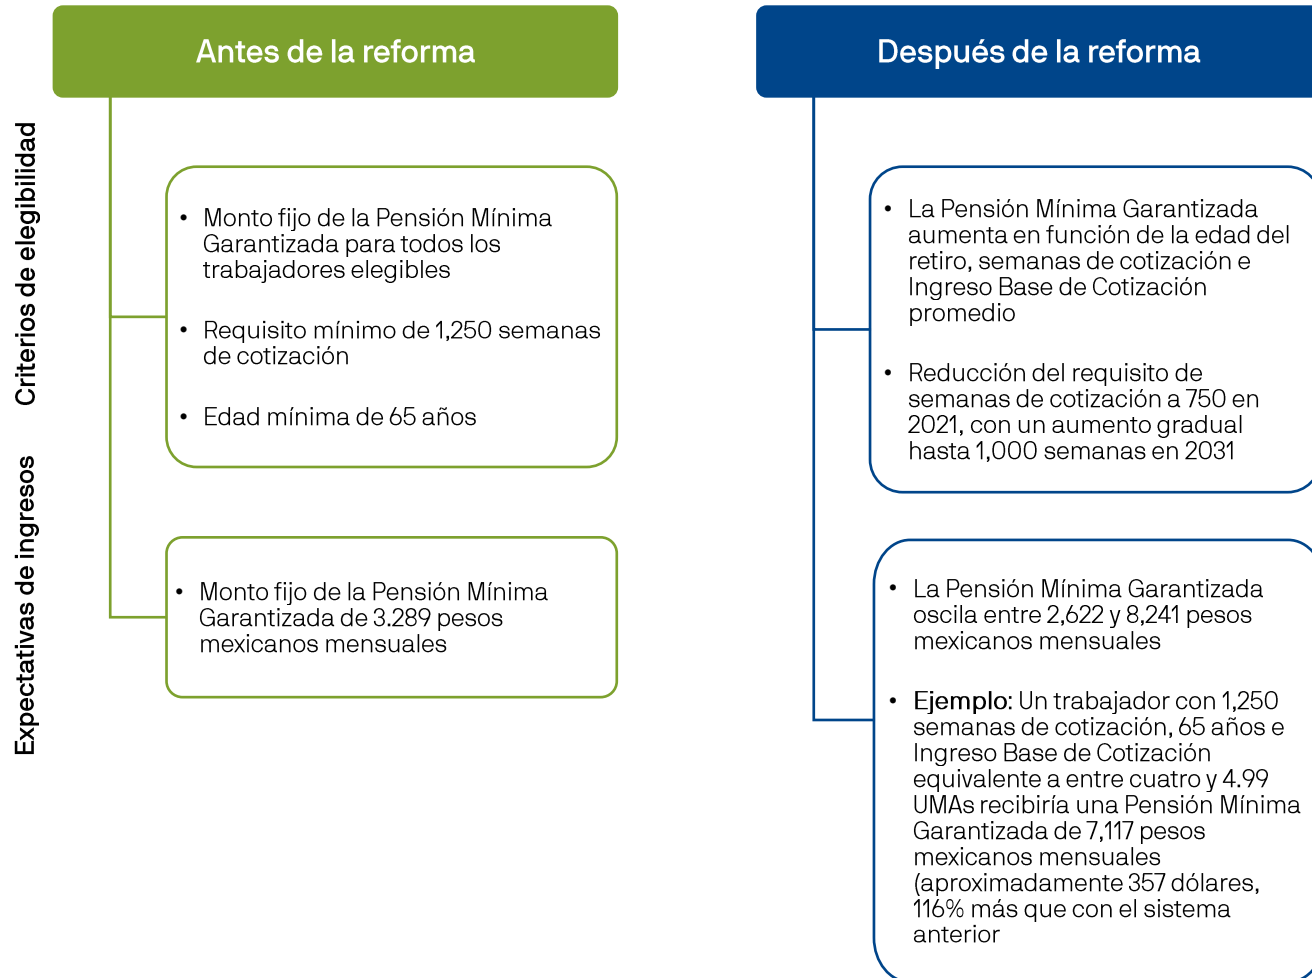 Antes de la reforma
Criterios de elegibilidad
• Monto fijo de la Pensión Mínima
Garantizada para todos los
trabajadores elegibles
• Requisito mínimo de 1,250 semanas
de cotización
• Edad mínima de 65 años
Expectativas de ingresos
• Monto fijo de la Pensión Mínima
Garantizada de 3.289 pesos
mexicanos mensuales
Después de la reforma
• La Pensión Mínima Garantizada
aumenta en función de la edad del
retiro, semanas de cotización e
Ingreso Base de Cotización
promedio
• Reducción del requisito de
semanas de cotización a 750 en
2021, con un aumento gradual
hasta 1,000 semanas en 2031
• La Pensión Mínima Garantizada
oscila entre 2,622 y 8,241 pesos
mexicanos mensuales
• Ejemplo: Un trabajador con 1,250
semanas de cotización, 65 años e
Ingreso Base de Cotización
equivalente a entre cuatro y 4.99
UMAs recibiría una Pensión Mínima
Garantizada de 7,117 pesos
mexicanos mensuales
(aproximadamente 357 dólares,
116% más que con el sistema
anterior